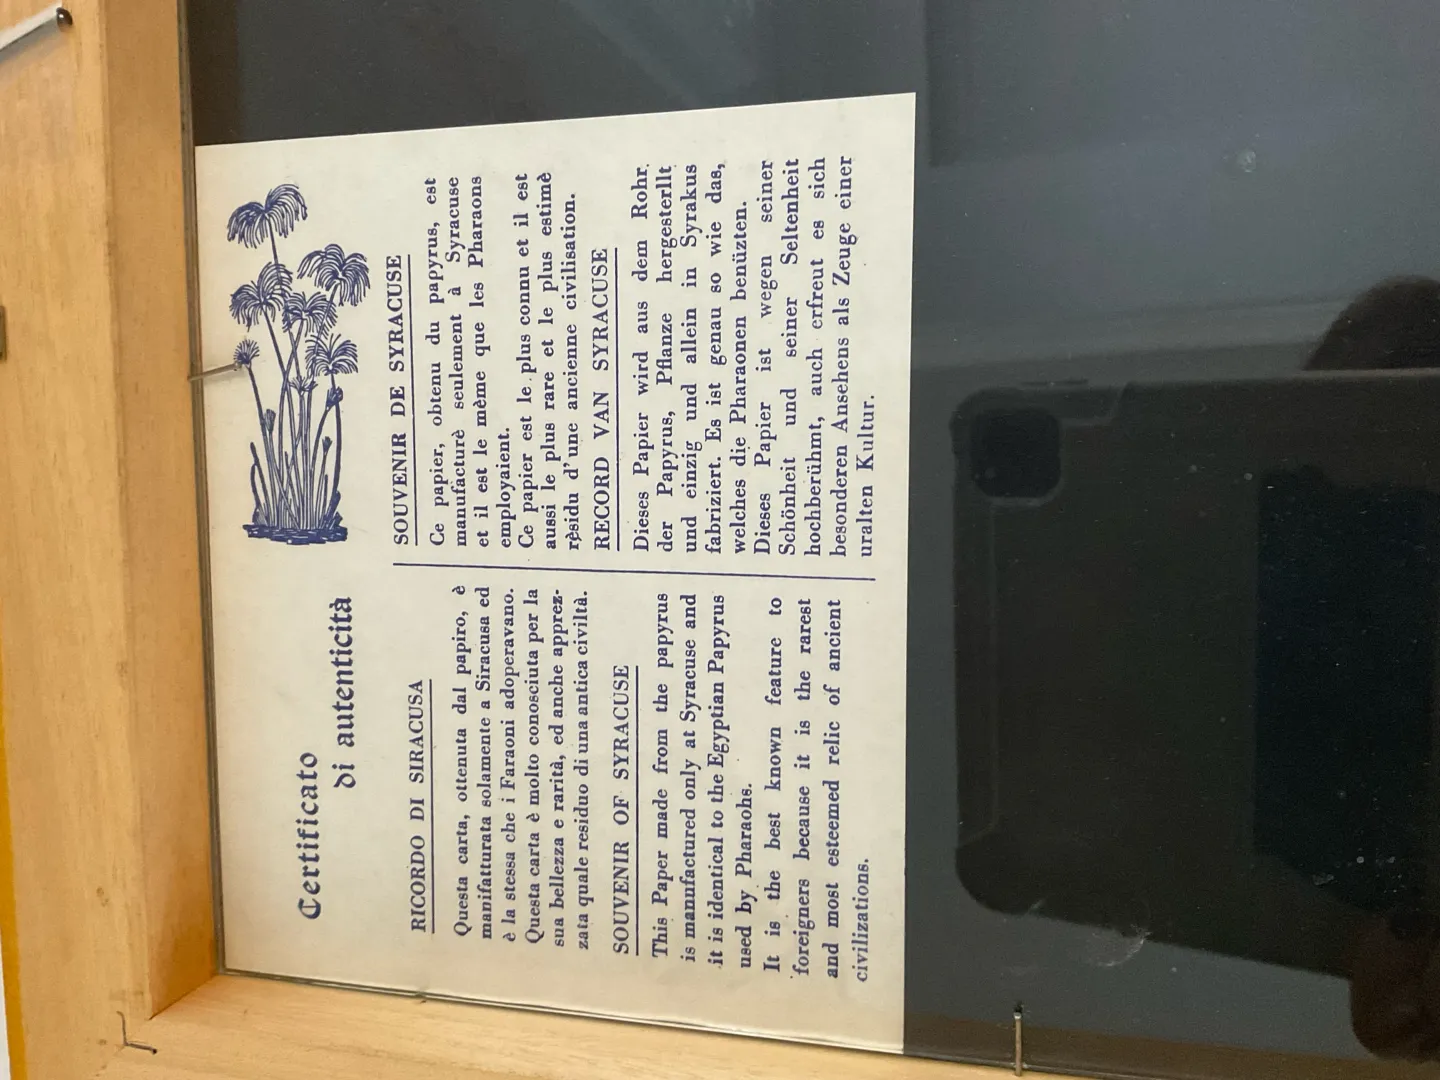 Certificato
di autenticità
RICORDO DI SIRACUSA
Questa carta, ottenuta dal papiro, è
manifatturata solamente a Siracusa ed
è la stessa che i Faraoni adoperavano.
Questa carta è molto conosciuta per la
sua bellezza e rarità, ed anche apprez-
zata quale residuo di una antica civiltà.
SOUVENIR OF SYRACUSE
This Paper made from the papyrus
is manufactured only at Syracuse and
it is identical to the Egyptian Papyrus
used by Pharaohs.
It is the best known feature to
foreigners because it is the rarest
and most esteemed relic of ancient
civilizations.
SOUVENIR DE SYRACUSE
Ce papier, obtenu du papyrus, est
manufacturè seulement à Syracuse
et il est le mème que les Pharaons
employaient.
Ce papier est le plus connu et il est
aussi le plus rare et le plus estimè
rèsidu d'une ancienne civilisation.
RECORD VAN SYRACUSE
Dieses Papier wird aus dem Rohr.
der Papyrus, Pflanze hergesterllt
und einzig und allein in Syrakus
fabriziert. Es ist genau so wie das,
welches die Pharaonen benüzten.
Dieses Papier ist wegen seiner
Schönheit und seiner Seltenheit
hochberühmt, auch erfreut es sich
besonderen Ansehens als Zeuge einer
uralten Kultur.